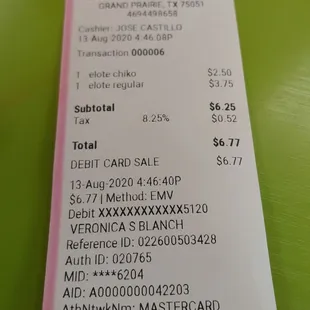 GRAND PRAIRIE, TX 75051
4694498658
Cashier: JOSE CASTILLO
13-Aug-2020 4:46:08P
Transaction 000006
1 elote chiko $2.50
1 elote regular $3.75
Subtotal $6.25
Tax 8.25% $0.52
Total $6.77
DEBIT CARD SALE $6.77
13-Aug-2020 4:46:40P
$6.77 | Method: EMV
Debit XXXXXXXXXXXX5120
VERONICA S BLANCH
Reference ID: 022600503428
Auth ID: 020765
MID: ****6204
AID: A0000000042203
AthNtwkNm: MASTERCARD